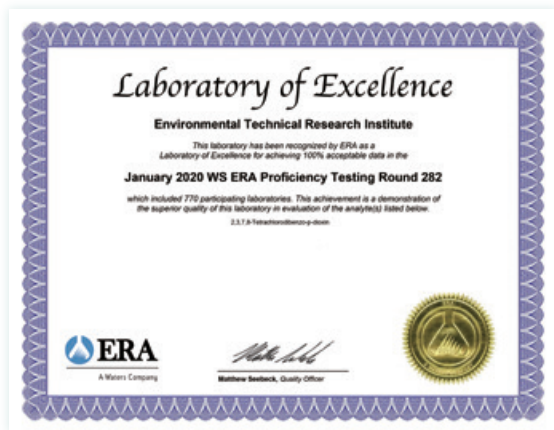 Laboratory of Excellence
Environmental Technical Research Institute
This laboratory has been recognized by ERA as a
Laboratory of Excellence for achieving 100% acceptable data in the
January 2020 WS ERA Proficiency Testing Round 282
which included 770 participating laboratories. This achievement is a demonstration of
the superior quality of this laboratory in evaluation of the analyte(s) listed below.
2,3,7,8-Tetrachlorodibenzo-p-dioxin
ERA
A Waters Company
Matthew Seebeck, Quality Officer